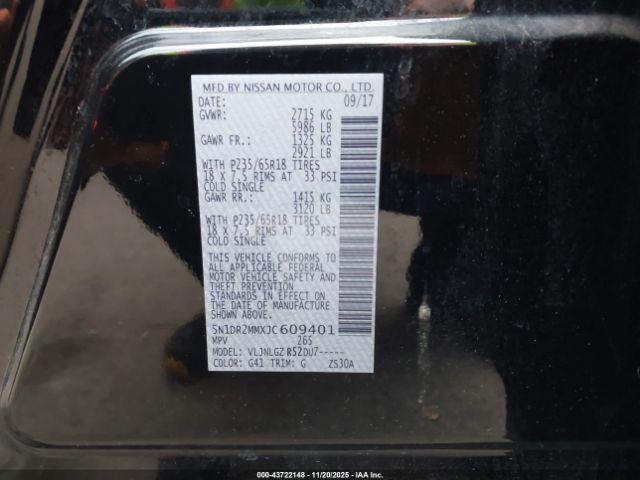 MFD BY NISSAN MOTOR CO., LTD
DATE: 09/17
GVWR: 2715 KG
5986 LB
GAWR FR.: 1325 KG
2921 LB
WITH P235/65R18 TIRES
18 X 7.5 RIMS AT 33 PSI
COLD SINGLE
GAWR RR.: 1415 KG
3120 LB
WITH P235/65R18 TIRES
18 X 7.5 RIMS AT 33 PSI
COLD SINGLE
THIS VEHICLE CONFORMS TO
ALL APPLICABLE FEDERAL
MOTOR VEHICLE SAFETY AND
THEFT PREVENTION
STANDARDS IN EFFECT ON
THE DATE OF MANUFACTURE
SHOWN ABOVE.
5N1DR2MMXJC609401
MPV 265
MODEL: VLJNLGZ R52DU7-----
COLOR: G41 TRIM: G ZS30A
000-43722148 - 11/20/2025 - IAA, Inc.